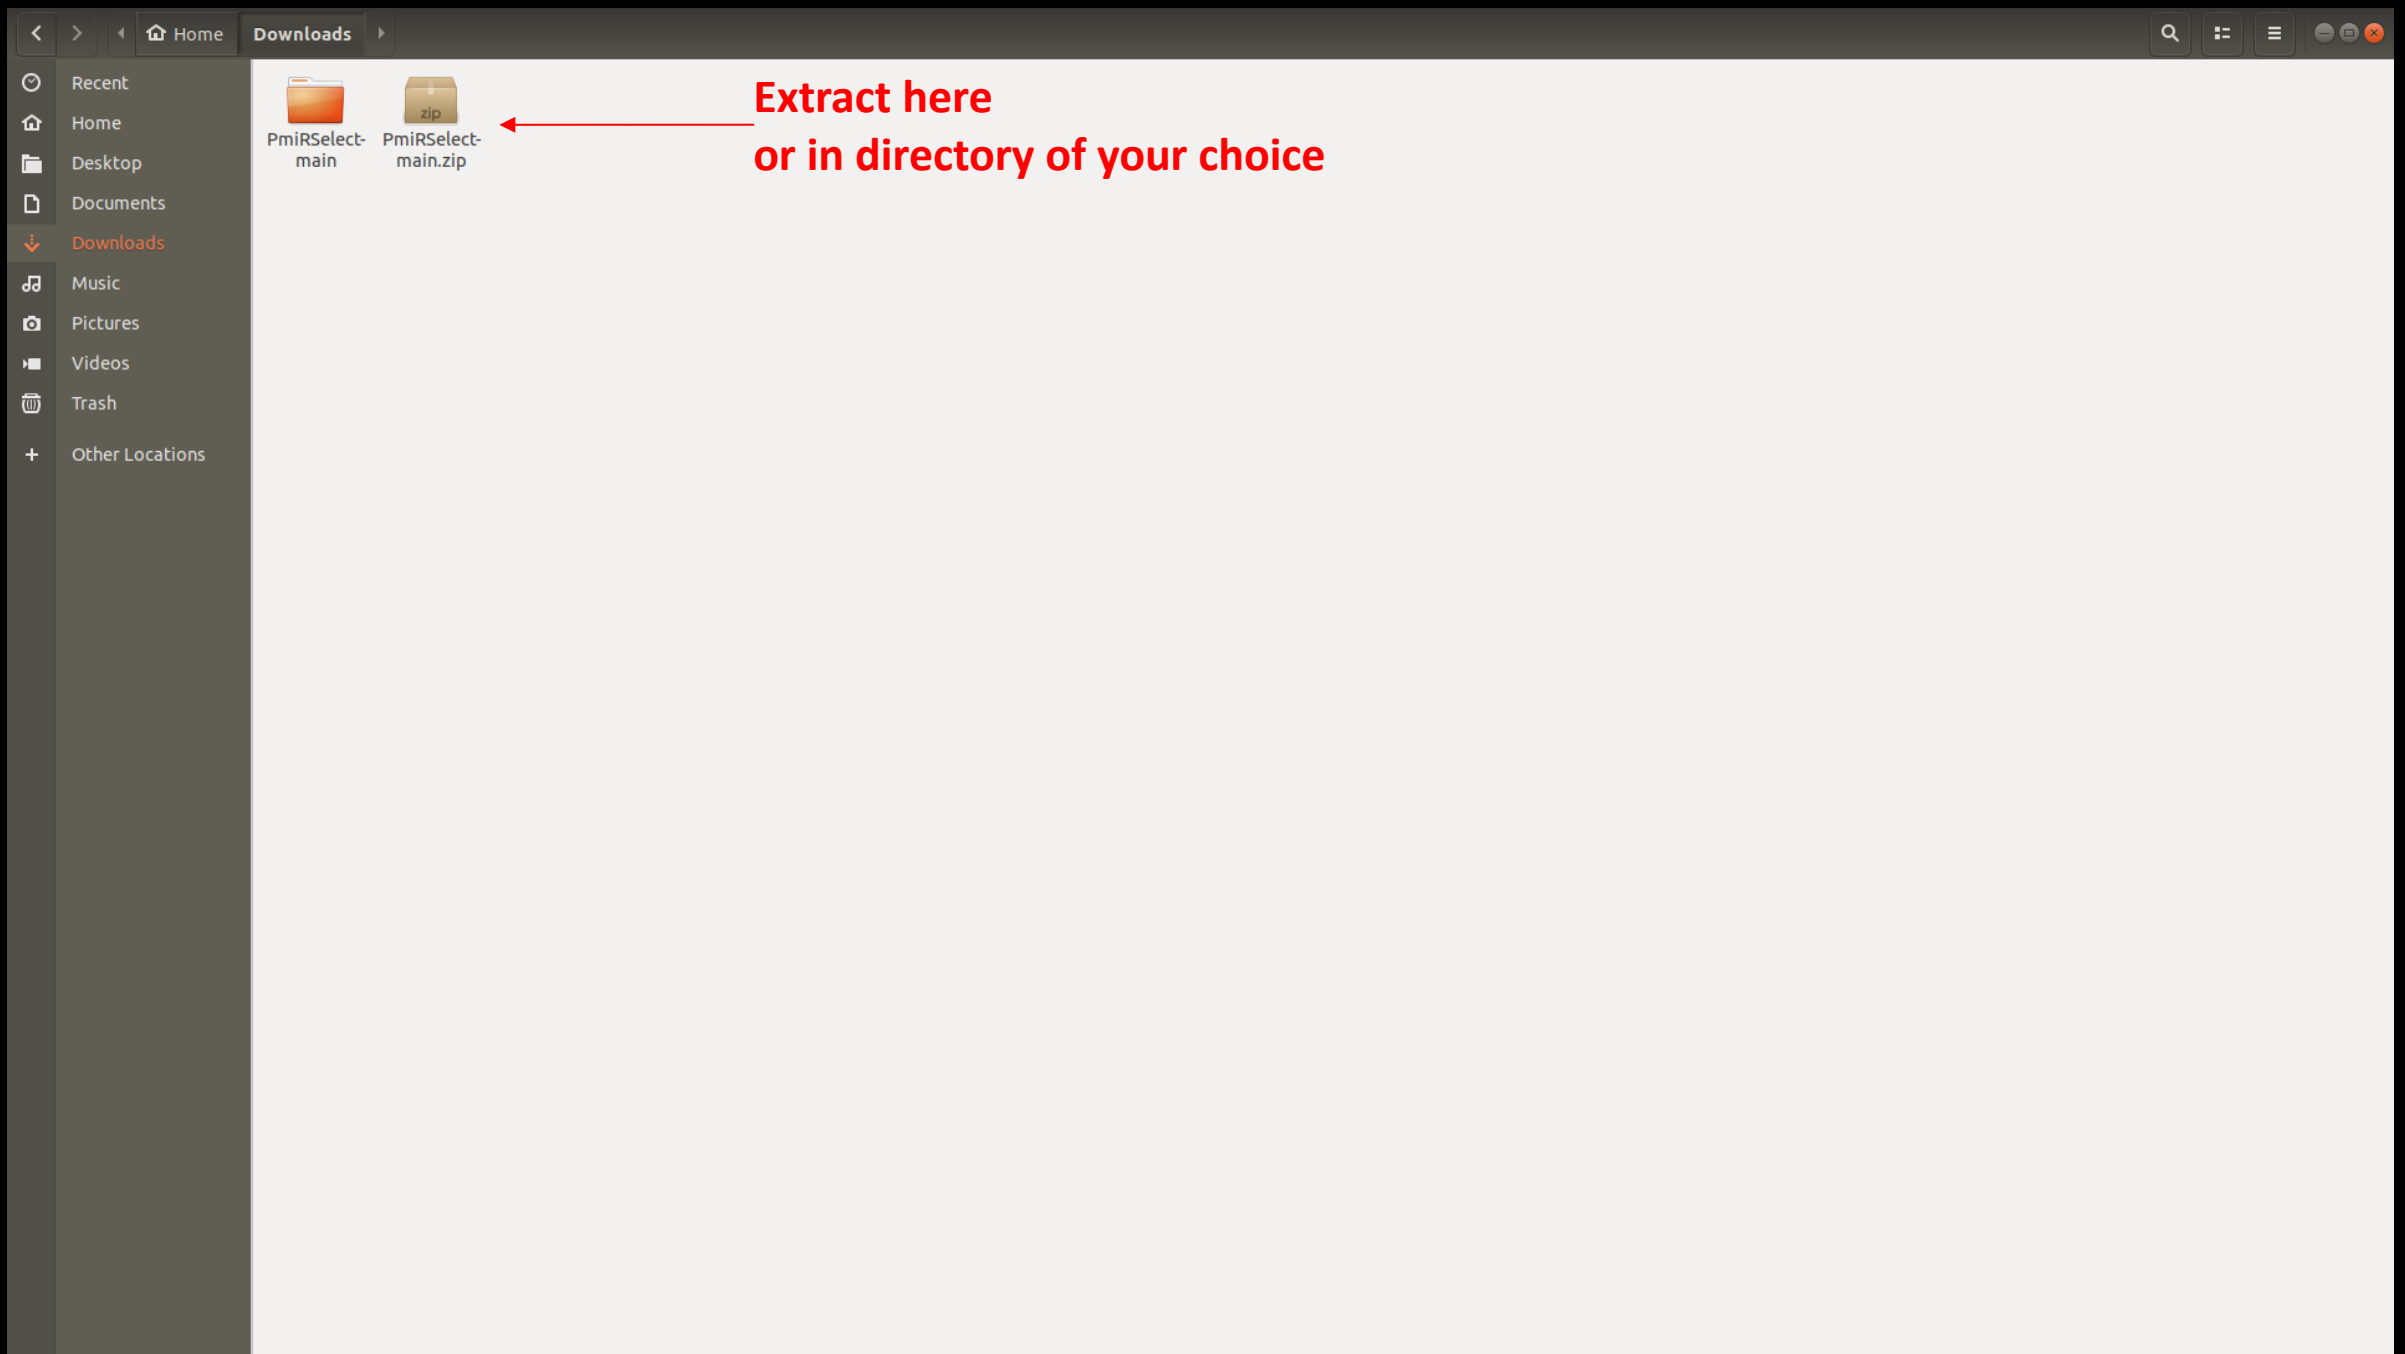 Home Downloads
Recent
Home
Desktop
Documents
Downloads
Music
Pictures
Videos
Trash
Other Locations
PmiRSelect-
main
zip
PmiRSelect-
main.zip
Extract here
or in directory of your choice